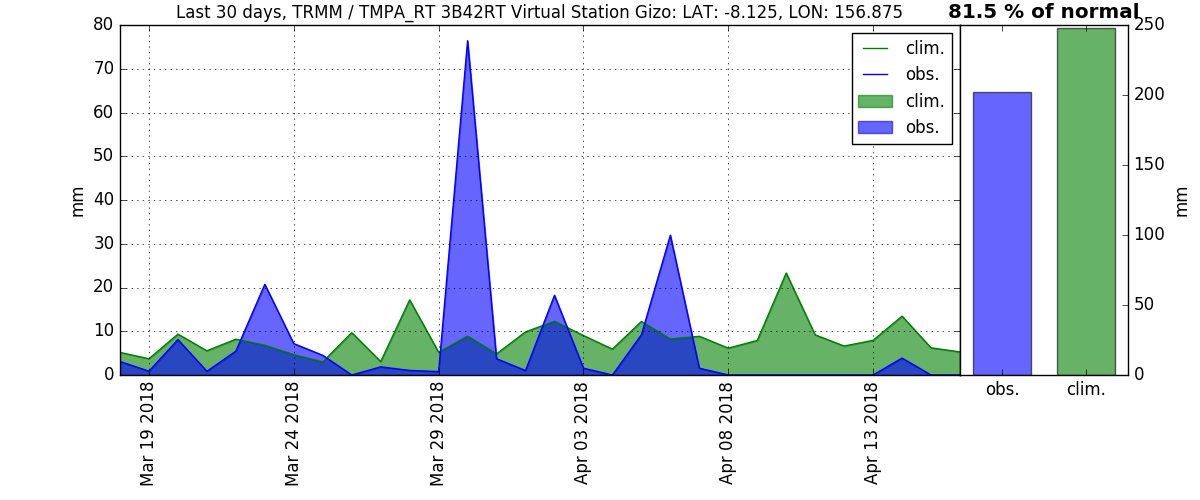 Last 30 days, TRMM / TMPA_RT 3B42RT Virtual Station Gizo: LAT: -8.125, LON: 156.875
81.5 % of normal
80
70
60
50
40
30
20
10
0
mm
clim.
obs.
clim.
obs.
Mar 19 2018
Mar 24 2018
Mar 29 2018
Apr 03 2018
Apr 08 2018
Apr 13 2018
250
200
150
100
50
0
mm
obs.
clim.